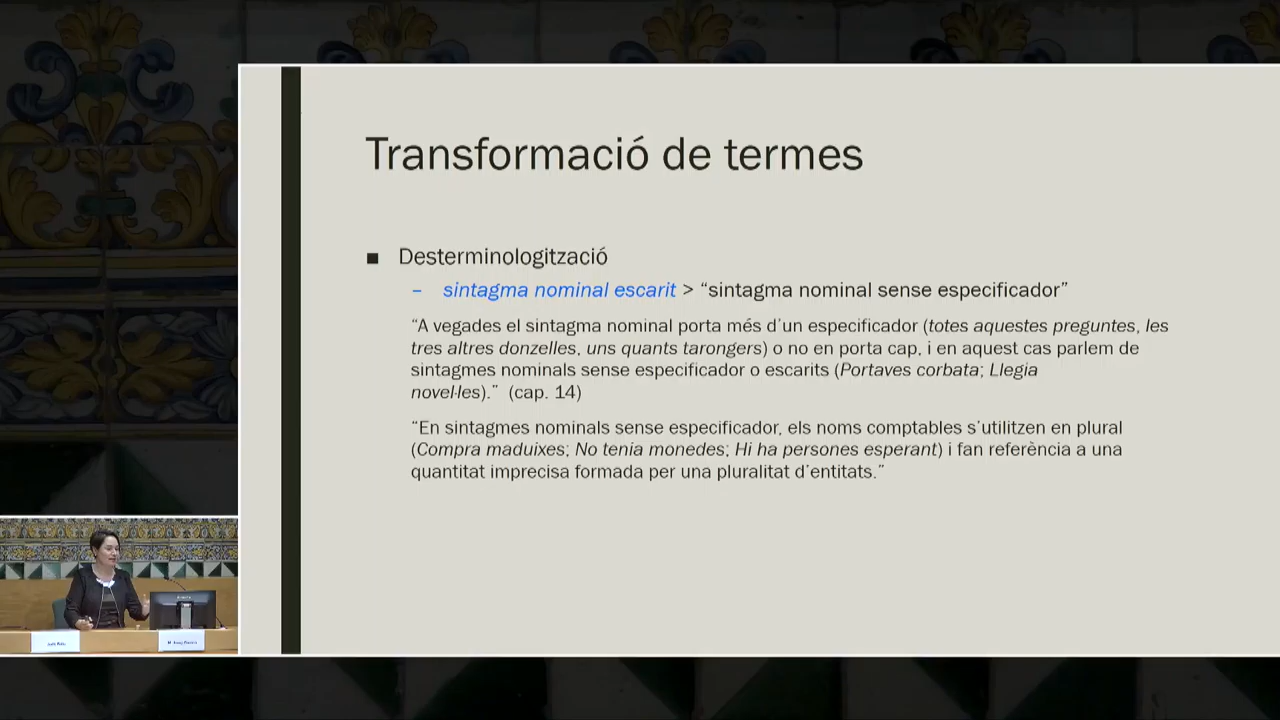 Transformació de termes
■ Desterminologització
– sintagma nominal escarit > “sintagma nominal sense especificador”
“A vegades el sintagma nominal porta més d’un especificador (totes aquestes preguntes, les
tres altres donzelles, uns quants tarongers) o no en porta cap, i en aquest cas parlem de
sintagmes nominals sense especificador o escarits (Portaves corbata; Llegia
novel·les).” (cap. 14)
“En sintagmes nominals sense especificador, els noms comptables s’utilitzen en plural
(Compra maduixes; No tenia monedes; Hi ha persones esperant) i fan referència a una
quantitat imprecisa formada per una pluralitat d’entitats.”